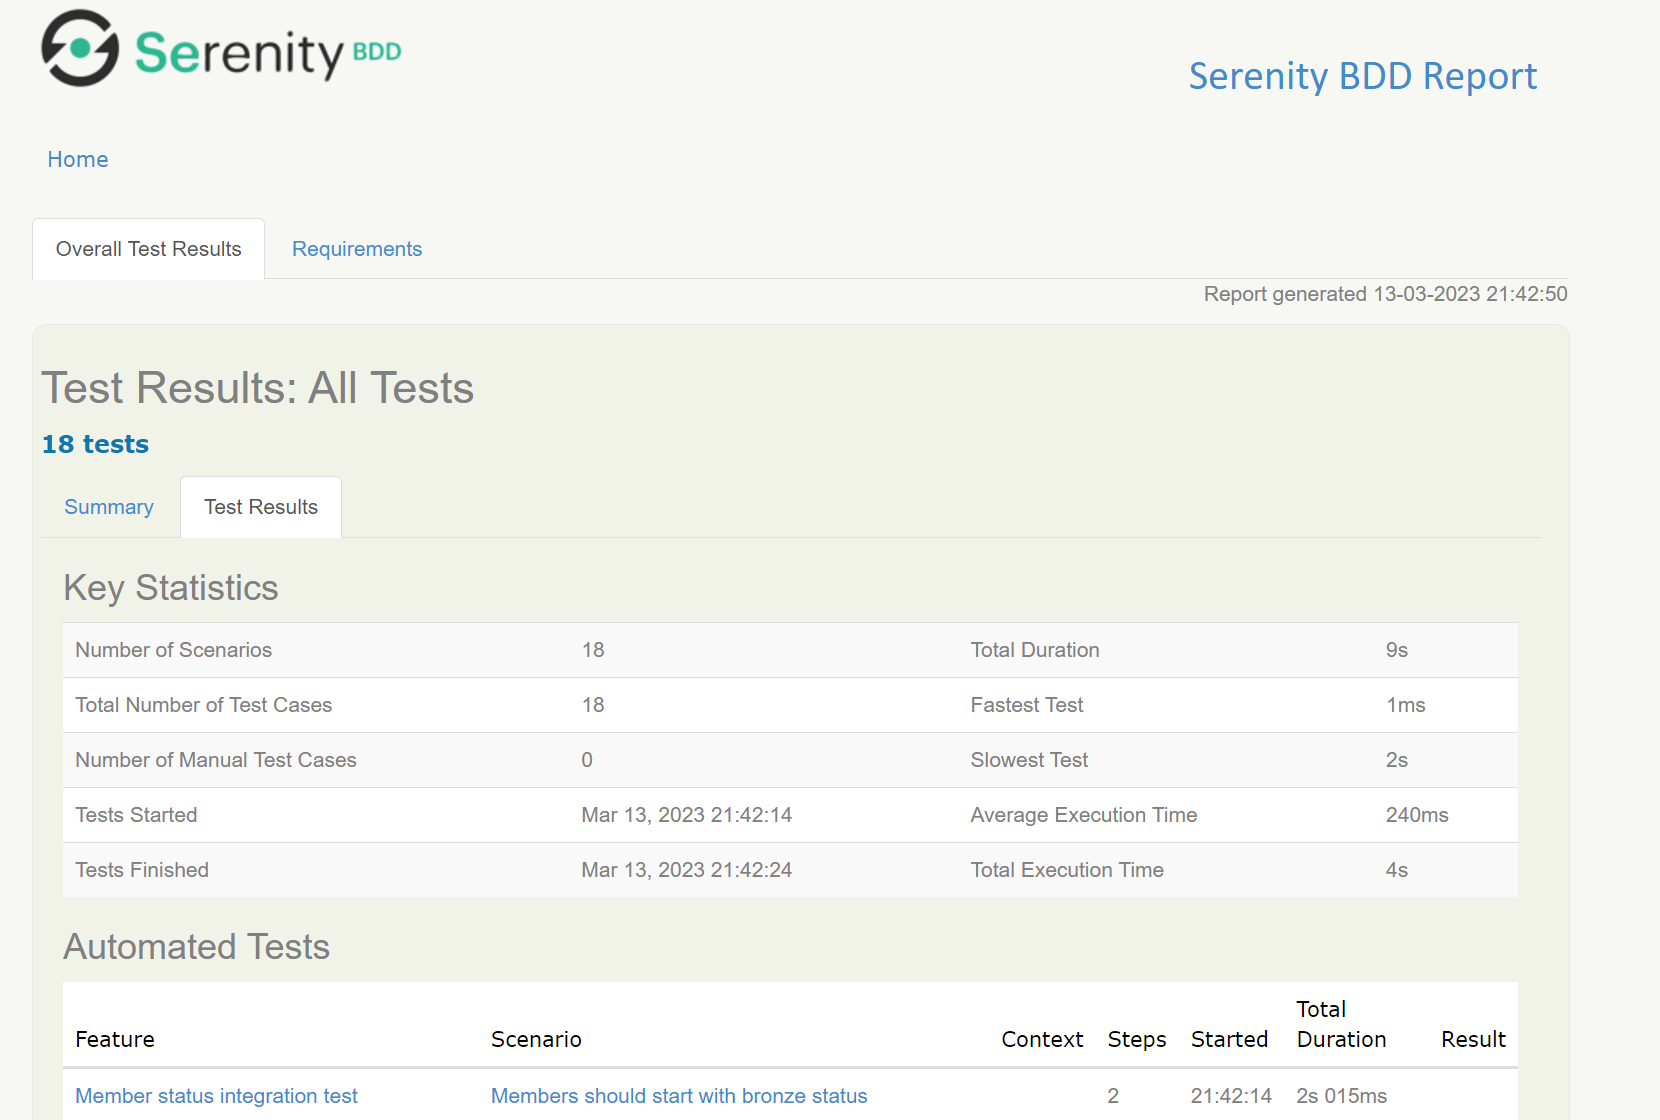 Serenity BDD
Serenity BDD Report
Home
Overall Test Results Requirements
Report generated 13-03-2023 21:42:50
Test Results: All Tests
18 tests
Summary Test Results
Key Statistics
Number of Scenarios 18 Total Duration 9s
Total Number of Test Cases 18 Fastest Test 1ms
Number of Manual Test Cases 0 Slowest Test 2s
Tests Started Mar 13, 2023 21:42:14 Average Execution Time 240ms
Tests Finished Mar 13, 2023 21:42:24 Total Execution Time 4s
Automated Tests
Feature Scenario Context Steps Started Total Duration Result
Member status integration test Members should start with bronze status 2 21:42:14 2s 015ms